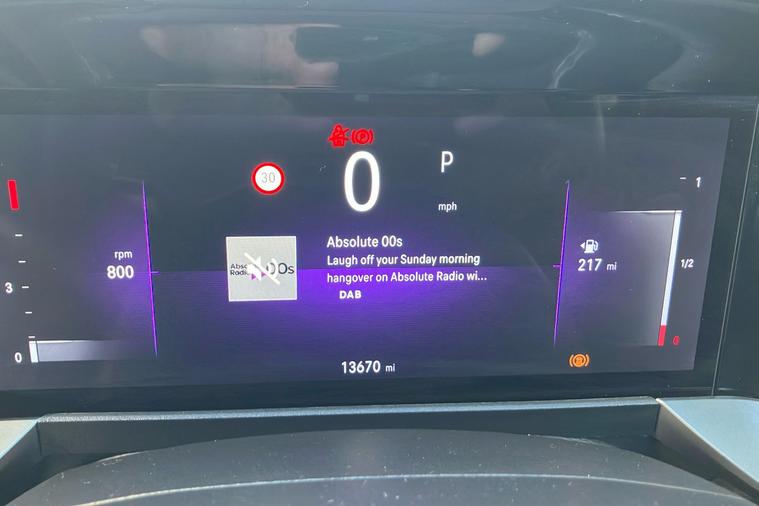 30
0
P
mph
1
rpm
800
3
0
Absolute 00s
Laugh off your Sunday morning
hangover on Absolute Radio wi...
DAB
217 mi
1/2
0
13670 mi